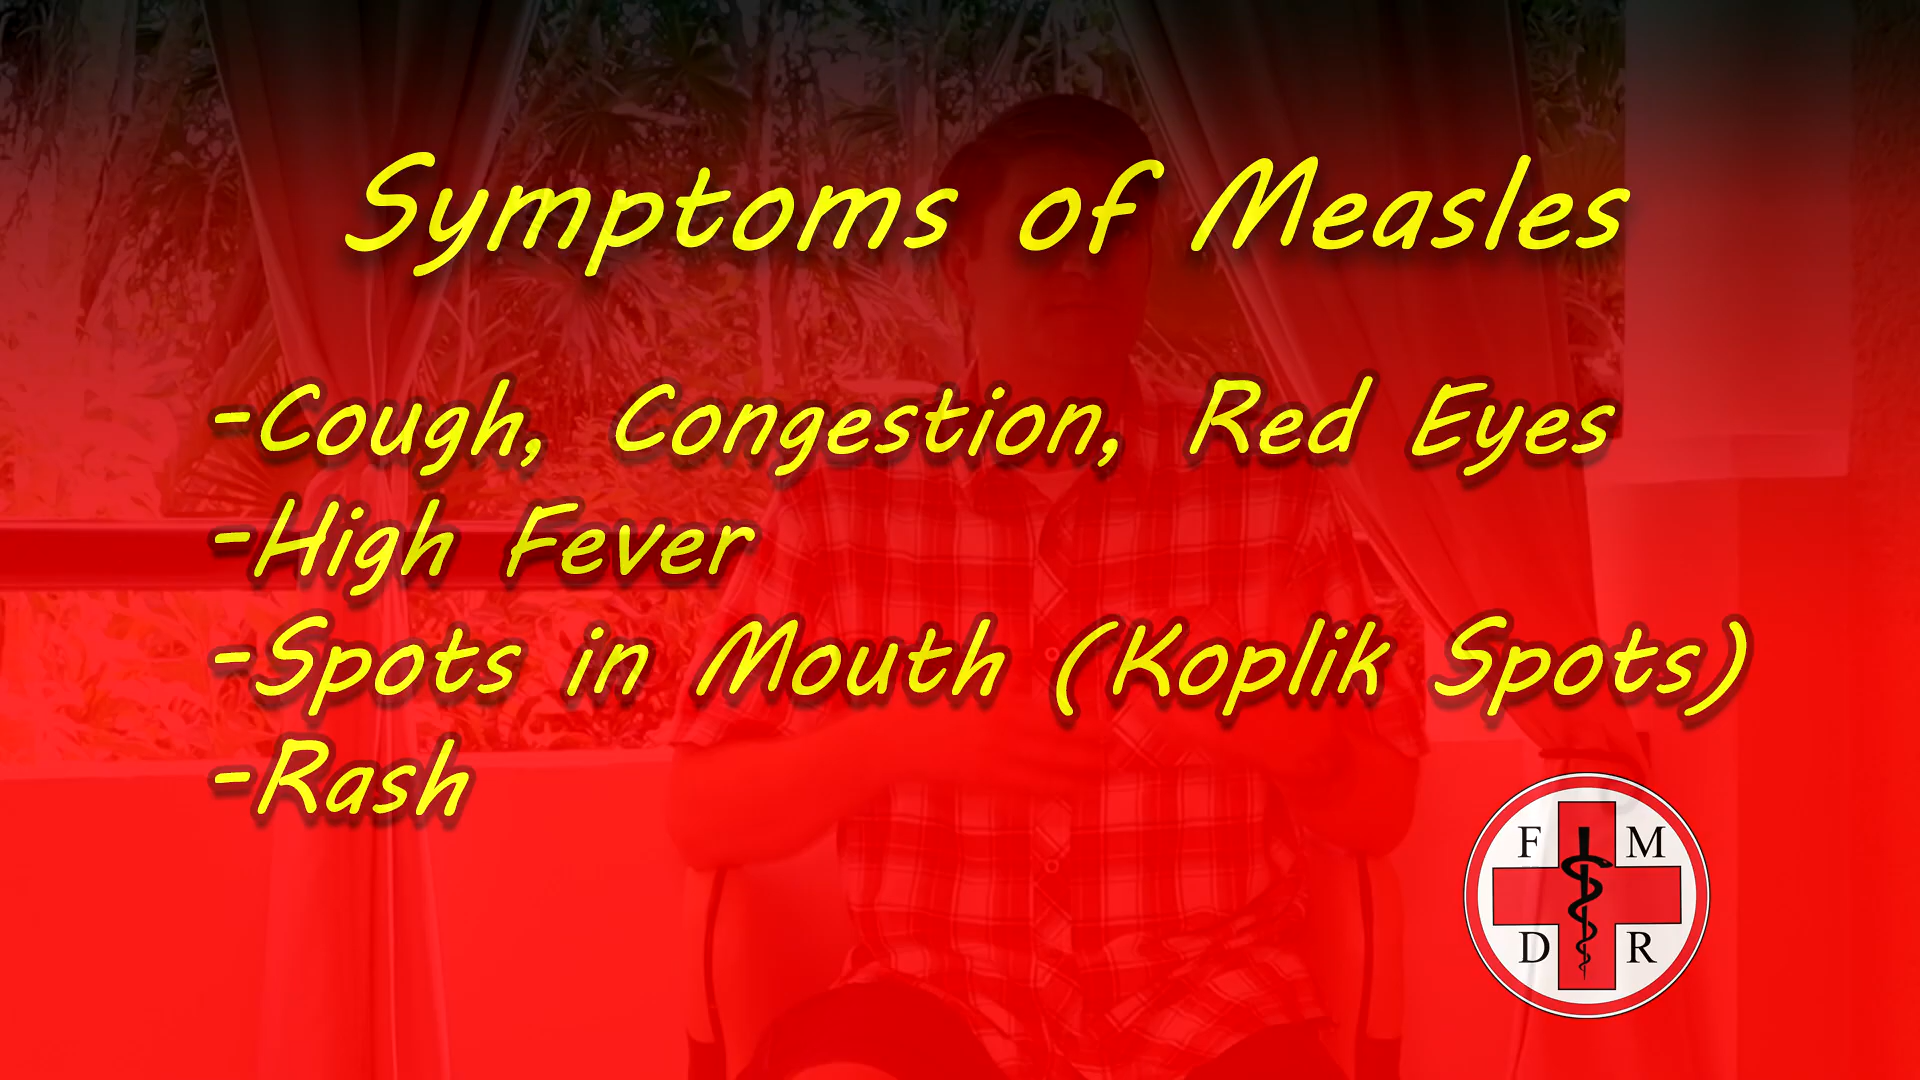 Symptoms of Measles
-Cough, Congestion, Red Eyes
-High Fever
-Spots in Mouth (Koplik Spots)
-Rash
F M
D R